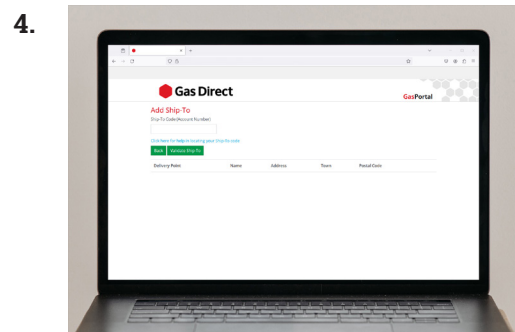 4.
Gas Direct
GasPortal
Add Ship-To
Ship-To Code (Account Number)
Click here for help in locating your Ship-To code.
Back Validate Ship-To
Delivery Point Name Address Town Postal Code